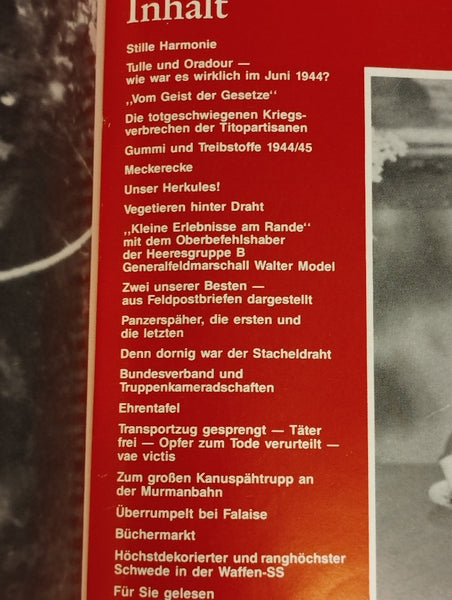 Inhalt
Stille Harmonie
Tulle und Oradour —
wie war es wirklich im Juni 1944?
„Vom Geist der Gesetze“
Die totgeschwiegenen Kriegs-
verbrechen der Titopartisanen
Gummi und Treibstoffe 1944/45
Meckerecke
Unser Herkules!
Vegetieren hinter Draht
„Kleine Erlebnisse am Rande“
mit dem Oberbefehlshaber
der Heeresgruppe B
Generalfeldmarschall Walter Model
Zwei unserer Besten —
aus Feldpostbriefen dargestellt
Panzerspäher, die ersten und
die letzten
Denn dornig war der Stacheldraht
Bundesverband und
Truppenkameradschaften
Ehrentafel
Transportzug gesprengt — Täter
frei — Opfer zum Tode verurteilt —
vae victis
Zum großen Kanuspähtrupp an
der Murmanbahn
Überrumpelt bei Falaise
Büchermarkt
Höchstdekorierter und ranghöchster
Schwede in der Waffen-SS
Für Sie gelesen